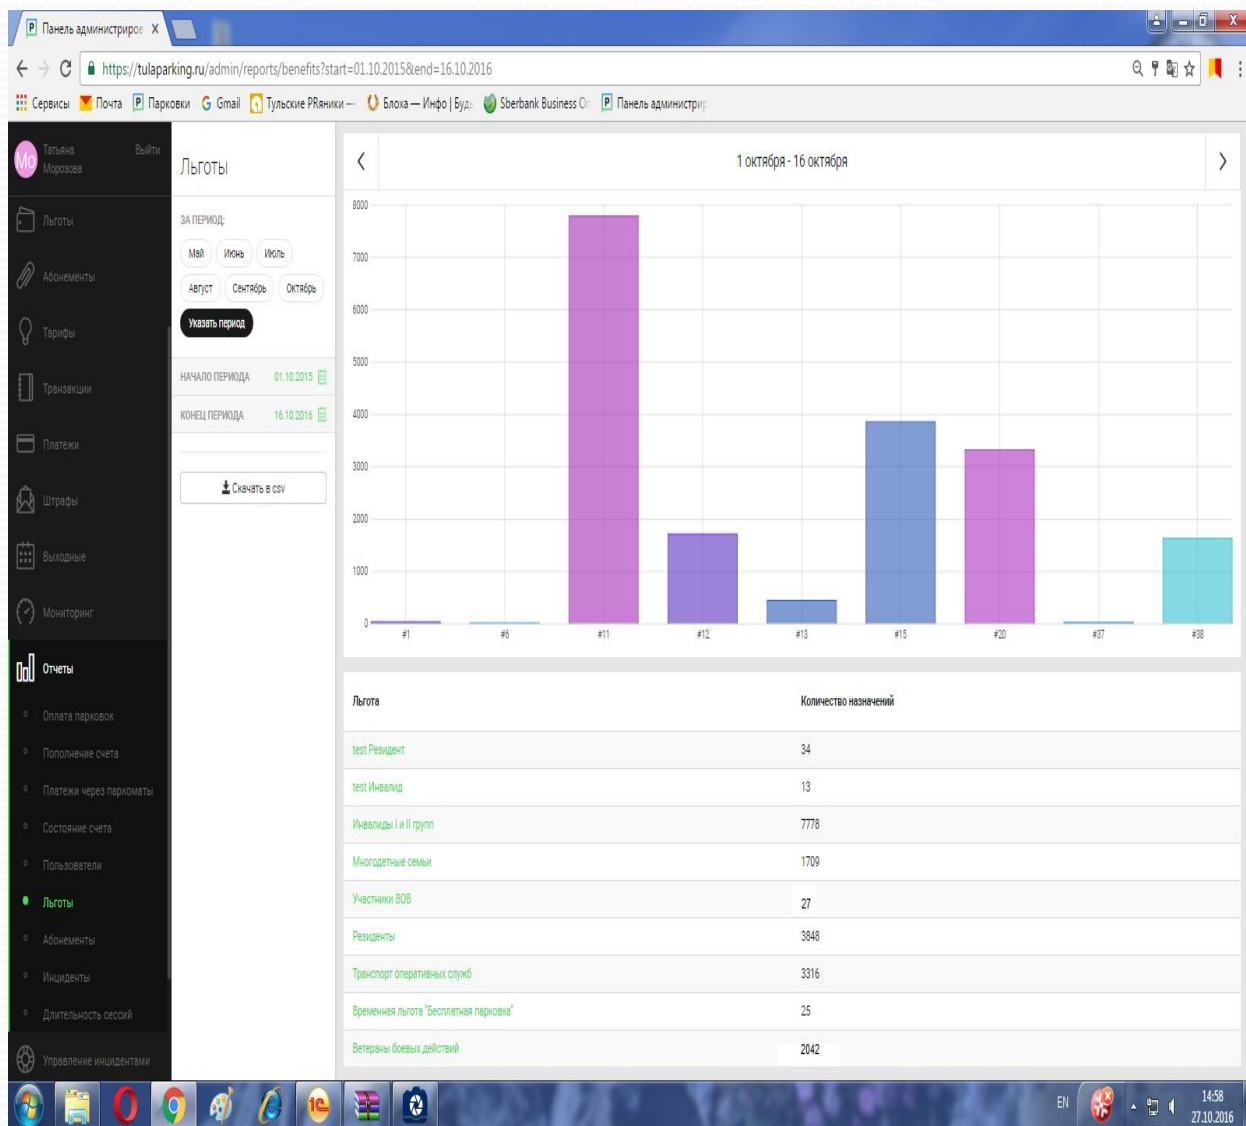 Панель администриров
https://tulaparking.ru/admin/reports/benefits?start=01.10.2015&end=16.10.2016
Сервисы Почта Парковки Gmail Тульские PRяники — Блоха — Инфо | Буд Sberbank Business O Панель администрир
Mo Татьяна Морозова Выйти
Льготы
Абонементы
Тарифы
Транзакции
Платежи
Штрафы
Выходные
Мониторинг
Отчеты
Оплата парковок
Пополнение счета
Платежи через паркоматы
Состояние счета
Пользователи
Льготы
Абонементы
Инциденты
Длительность сессий
Управление инцидентами
Льготы
ЗА ПЕРИОД:
Май Июнь Июль
Август Сентябрь Октябрь
Указать период
НАЧАЛО ПЕРИОДА 01.10.2015
КОНЕЦ ПЕРИОДА 16.10.2016
Скачать в csv
1 октября - 16 октября
8000
7000
6000
5000
4000
3000
2000
1000
0
#1 #6 #11 #12 #13 #15 #20 #37 #38
Льгота Количество назначений
test Резидент 34
test Инвалид 13
Инвалиды I и II групп 7778
Многодетные семьи 1709
Участники ВОВ 27
Резиденты 3848
Транспорт оперативных служб 3316
Временная льгота "Бесплатная парковка" 25
Ветераны боевых действий 2042
EN
14:58
27.10.2016